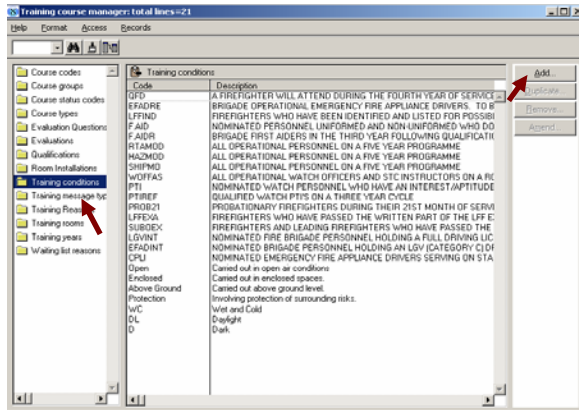 Training course manager: total lines=21
Help Format Access Records
Course codes
Course groups
Course status codes
Course types
Evaluation Questions
Evaluations
Qualifications
Room Installations
Training conditions
Training message typ
Training Reas
Training rooms
Training years
Waiting list reasons
Training conditions
Code Description
QFD A FIREFIGHTER WILL ATTEND DURING THE FOURTH YEAR OF SERVICE
EFADRE BRIGADE OPERATIONAL EMERGENCY FIRE APPLIANCE DRIVERS. TO B
LFFIND FIREFIGHTERS WHO HAVE BEEN IDENTIFIED AND LISTED FOR POSSIBI
F.AID NOMINATED PERSONNEL UNIFORMED AND NON-UNIFORMED WHO DO
F.AIDR BRIGADE FIRST AIDERS IN THE THIRD YEAR FOLLOWING QUALIFICATI
RTAMOD ALL OPERATIONAL PERSONNEL ON A FIVE YEAR PROGRAMME
HAZMOD ALL OPERATIONAL PERSONNEL ON A FIVE YEAR PROGRAMME
SHIPMO ALL OPERATIONAL PERSONNEL ON A FIVE YEAR PROGRAMME
WOFFAS ALL OPERATIONAL WATCH OFFICERS AND STC INSTRUCTORS ON A RO
PTI NOMINATED WATCH PERSONNEL WHO HAVE AN INTEREST/APTITUDE
PTIREF QUALIFIED WATCH PTI'S ON A THREE YEAR CYCLE
PROB21 PROBATIONARY FIREFIGHTERS DURING THEIR 21ST MONTH OF SERVI
LFFEXA FIREFIGHTERS WHO HAVE PASSED THE WRITTEN PART OF THE LFF E
SUBOEX FIREFIGHTERS AND LEADING FIREFIGHTERS WHO HAVE PASSED THE
LGVINT NOMINATED FIRE BRIGADE PERSONNEL HOLDING A FULL DRIVING LIC
EFADINT NOMINATED BRIGADE PERSONNEL HOLDING AN LGV (CATEGORY C) DR
CPLI NOMINATED EMERGENCY FIRE APPLIANCE DRIVERS SERVING ON STA
Open Carried out in open air conditions
Enclosed Carried out in enclosed spaces.
Above Ground Carried out above ground level.
Protection Involving protection of surrounding risks.
WC Wet and Cold
DL Daylight
D Dark
Add...
Duplicate...
Remove...
Amend...